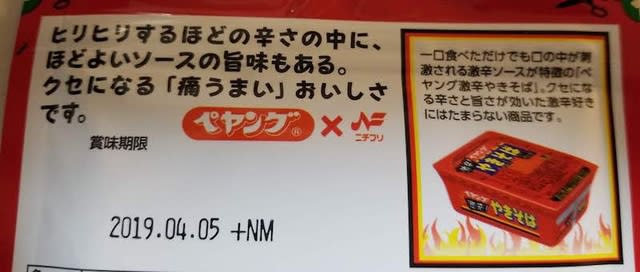 ヒリヒリするほどの辛さの中に、
ほどよいソースの旨味もある。
クセになる「痛うまい」おいしさ
です。
ペヤング® × ニチフリ
賞味期限
2019.04.05 +NM
一口食べただけでも口の中が刺
激される激辛ソースが特徴の「ペ
ヤング激辛やきそば」。クセにな
る辛さと旨さが効いた激辛好き
にはたまらない商品です。
ペヤング
激辛
やきそば